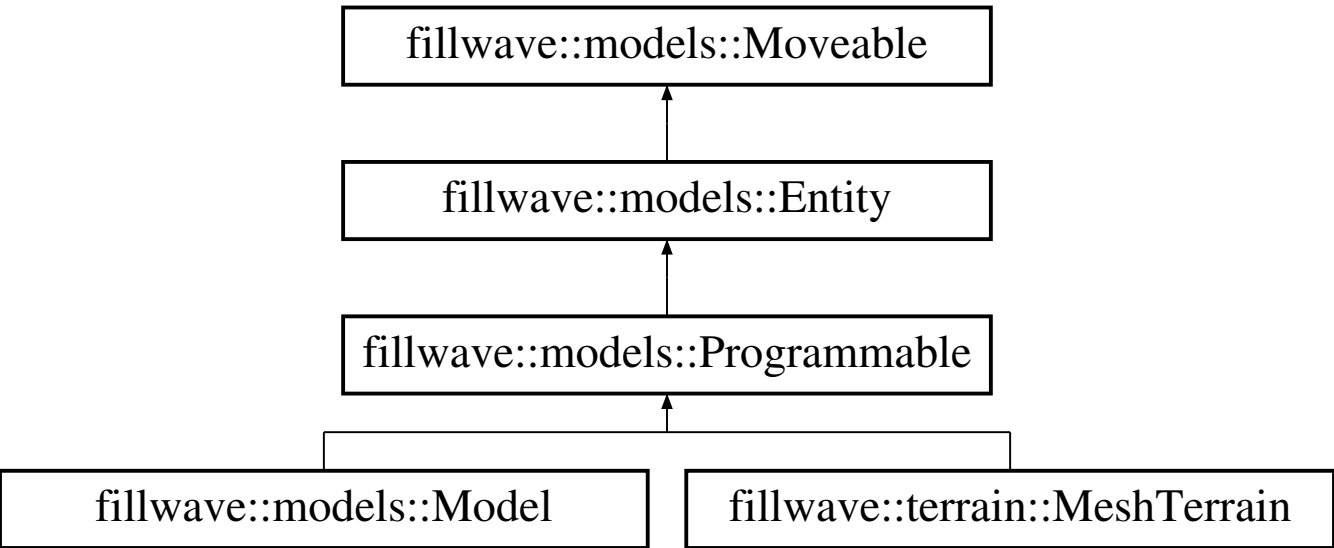 fillwave::models::Moveable
fillwave::models::Entity
fillwave::models::Programmable
fillwave::models::Model
fillwave::terrain::MeshTerrain